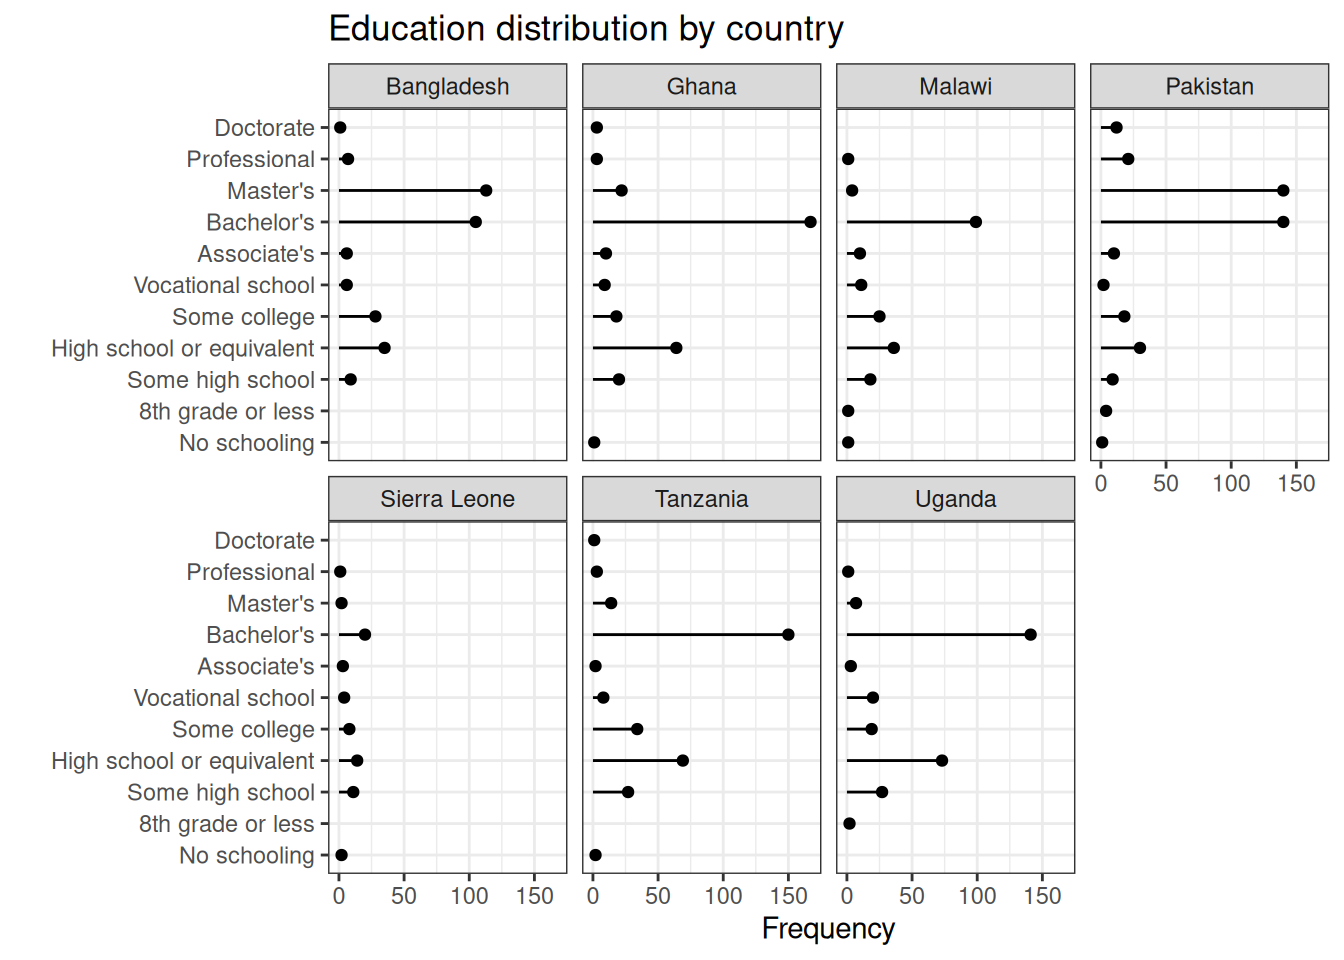 Education distribution by country
Bangladesh Ghana Malawi Pakistan
Doctorate
Professional
Master's
Bachelor's
Associate's
Vocational school
Some college
High school or equivalent
Some high school
8th grade or less
No schooling
0 50 100 150
Sierra Leone Tanzania Uganda
Doctorate
Professional
Master's
Bachelor's
Associate's
Vocational school
Some college
High school or equivalent
Some high school
8th grade or less
No schooling
0 50 100 150 0 50 100 150 0 50 100 150
Frequency